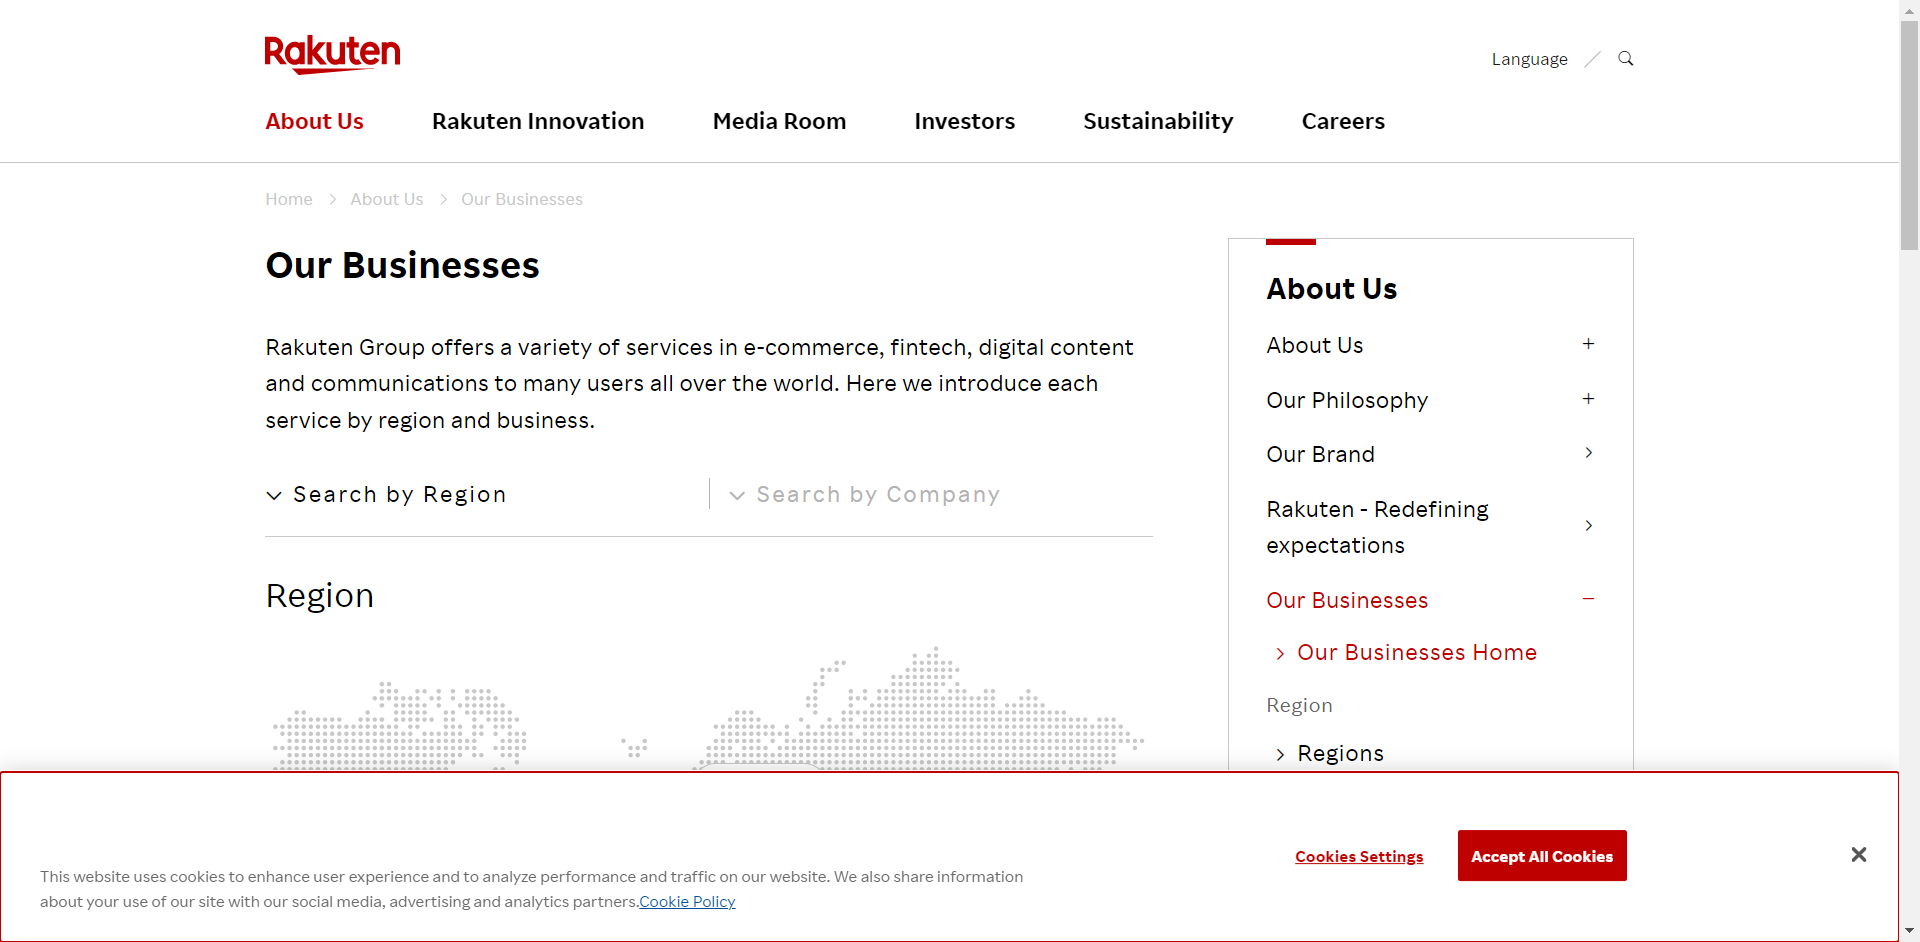 Rakuten
Language
About Us
Rakuten Innovation
Media Room
Investors
Sustainability
Careers
Home
About Us
Our Businesses
Our Businesses
Rakuten Group offers a variety of services in e-commerce, fintech, digital content
and communications to many users all over the world. Here we introduce each
service by region and business.
Search by Region
Search by Company
Region
About Us
About Us
Our Philosophy
Our Brand
Rakuten - Redefining
expectations
Our Businesses
Our Businesses Home
Region
Regions
This website uses cookies to enhance user experience and to analyze performance and traffic on our website. We also share information
about your use of our site with our social media, advertising and analytics partners.Cookie Policy
Cookies Settings
Accept All Cookies